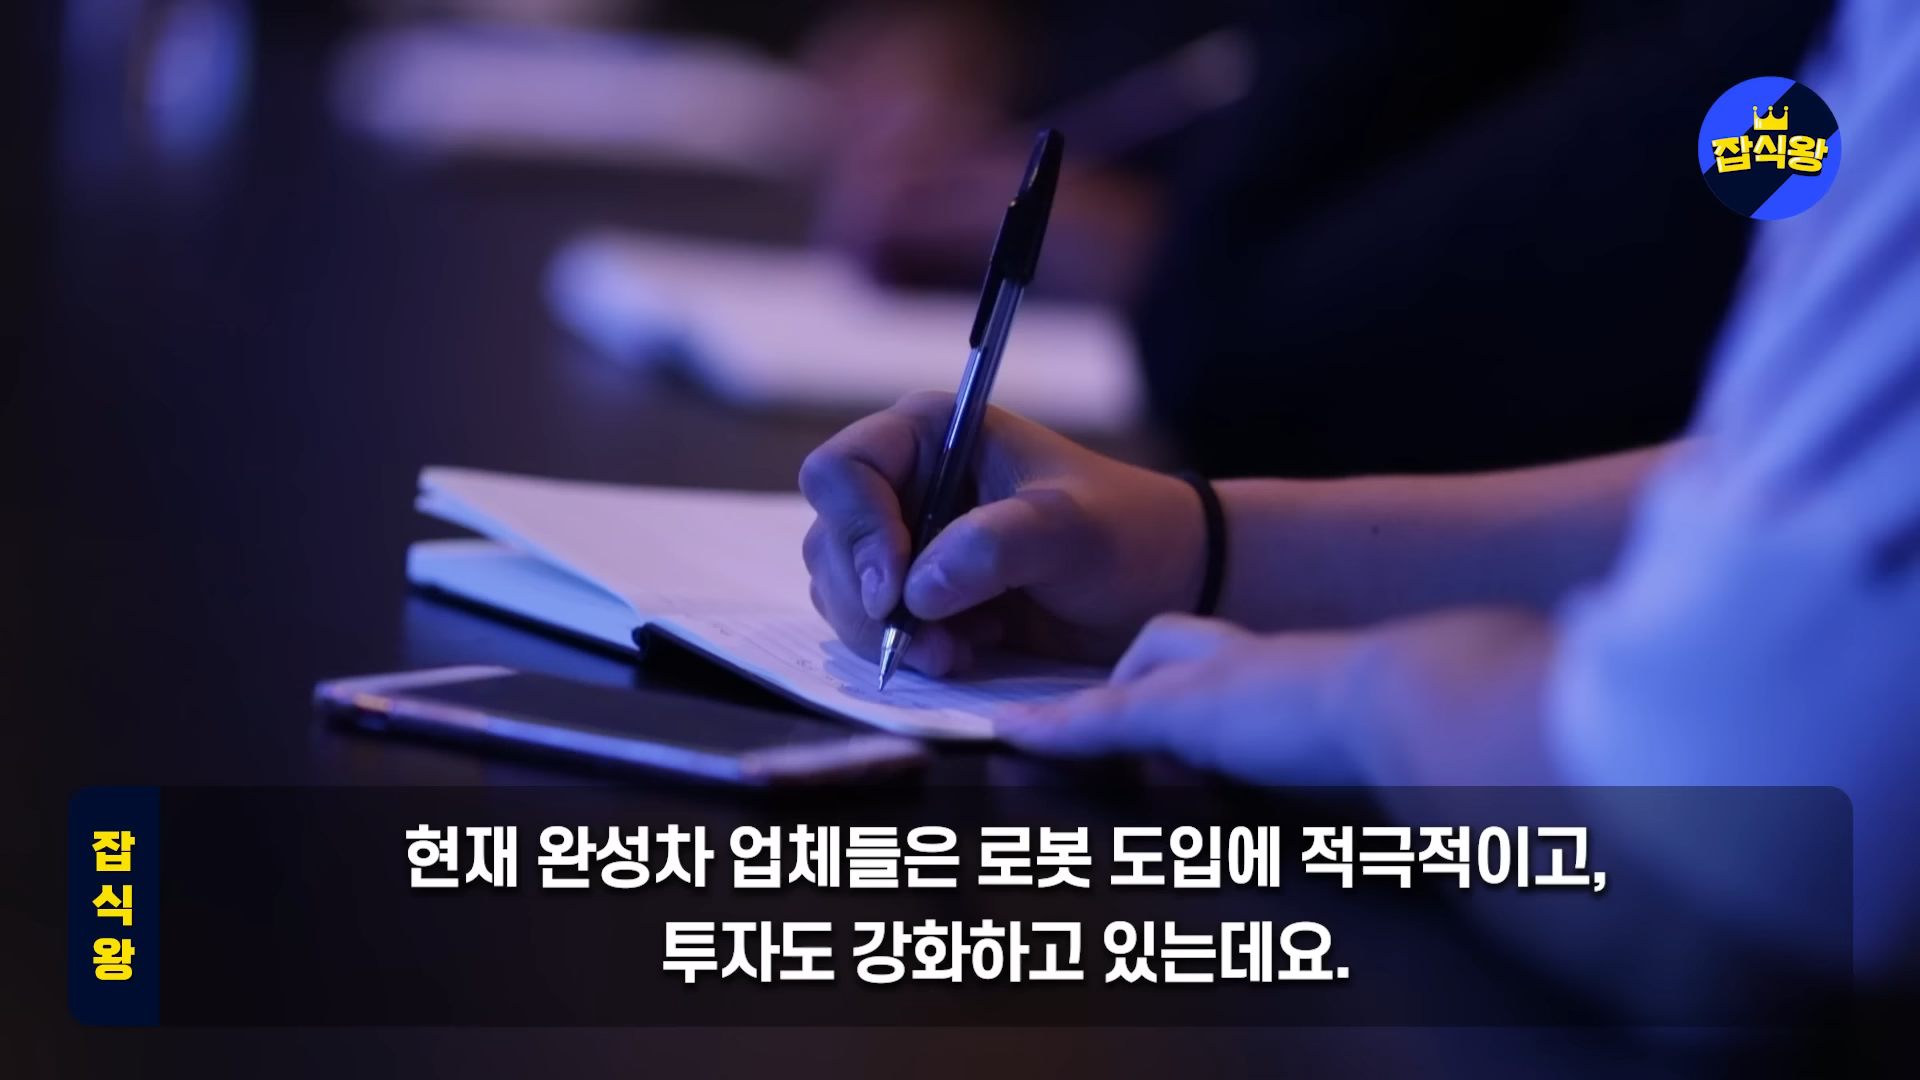 잡식왕
잡식왕
현재 완성차 업체들은 로봇 도입에 적극적이고,
투자도 강화하고 있는데요.